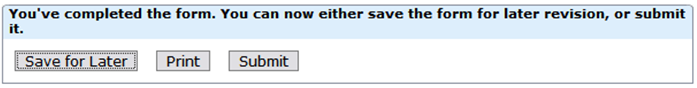 You've completed the form. You can now either save the form for later revision, or submit
it.
Save for Later Print Submit